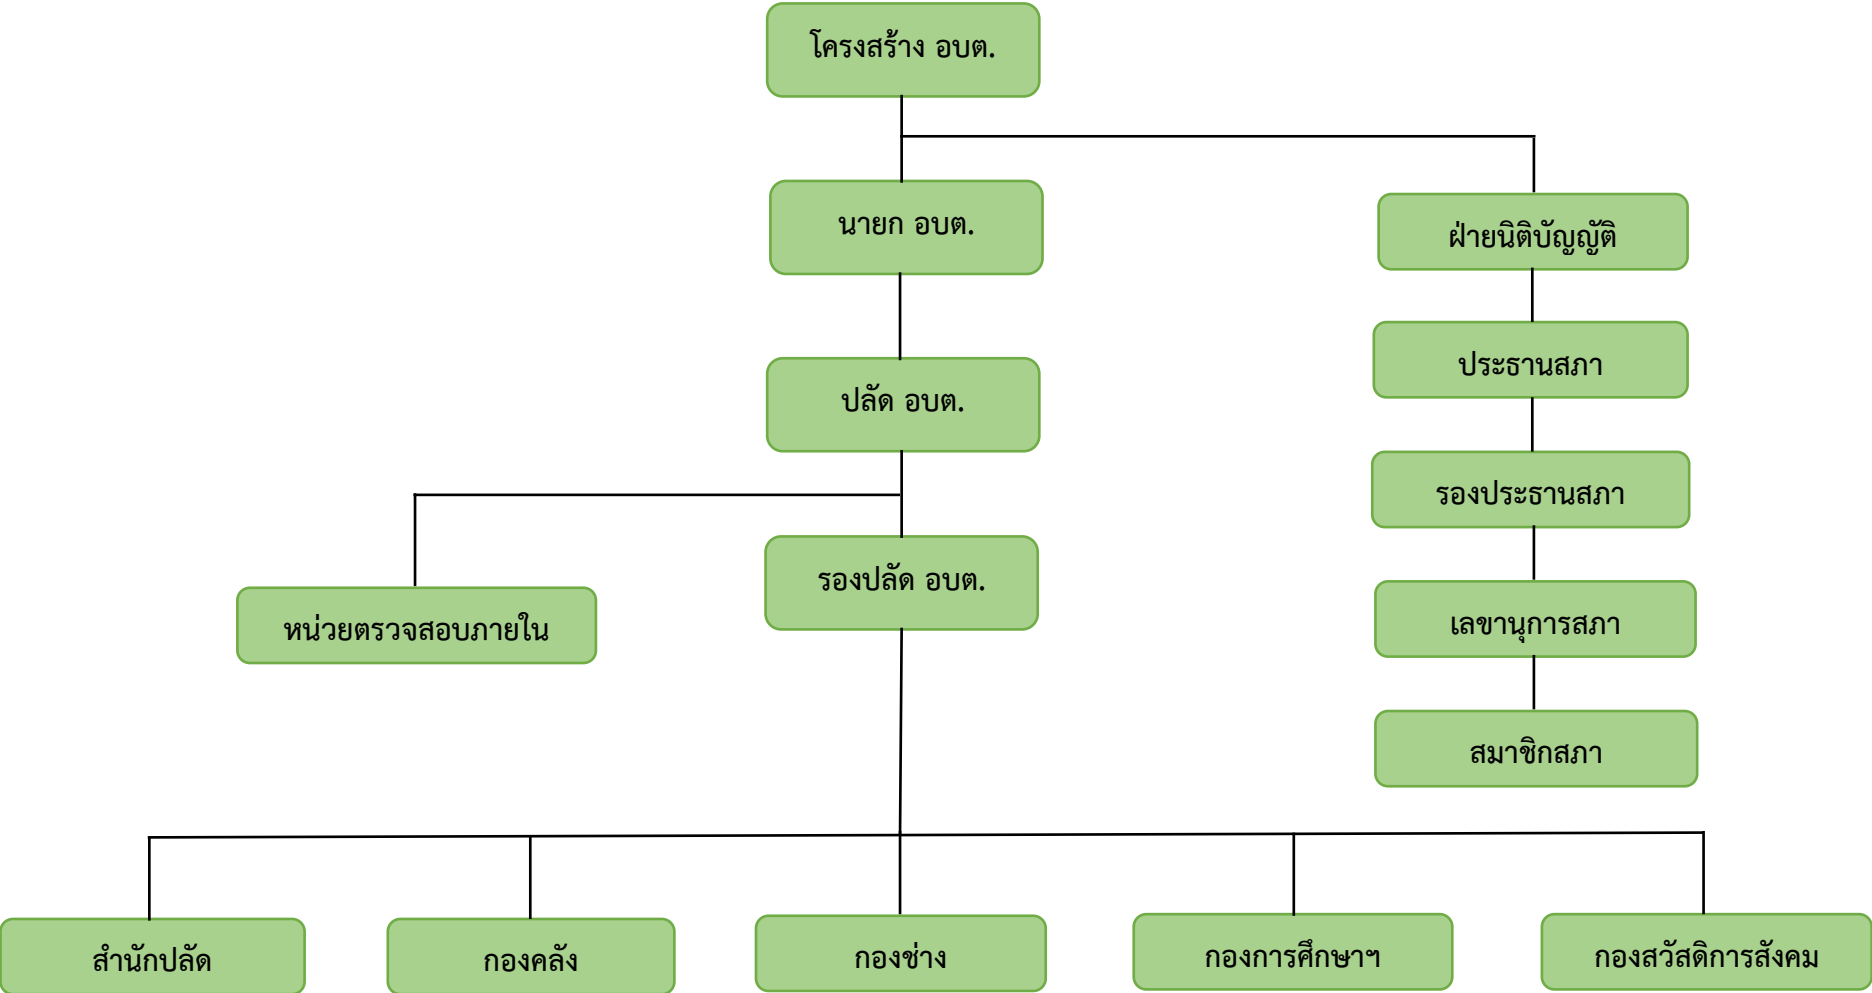 โครงสร้าง อบต.
นายก อบต.
ฝ่ายนิติบัญญัติ
ประธานสภา
ปลัด อบต.
รองประธานสภา
รองปลัด อบต.
หน่วยตรวจสอบภายใน
เลขานุการสภา
สมาชิกสภา
สำนักปลัด
กองคลัง
กองช่าง
กองการศึกษาฯ
กองสวัสดิการสังคม